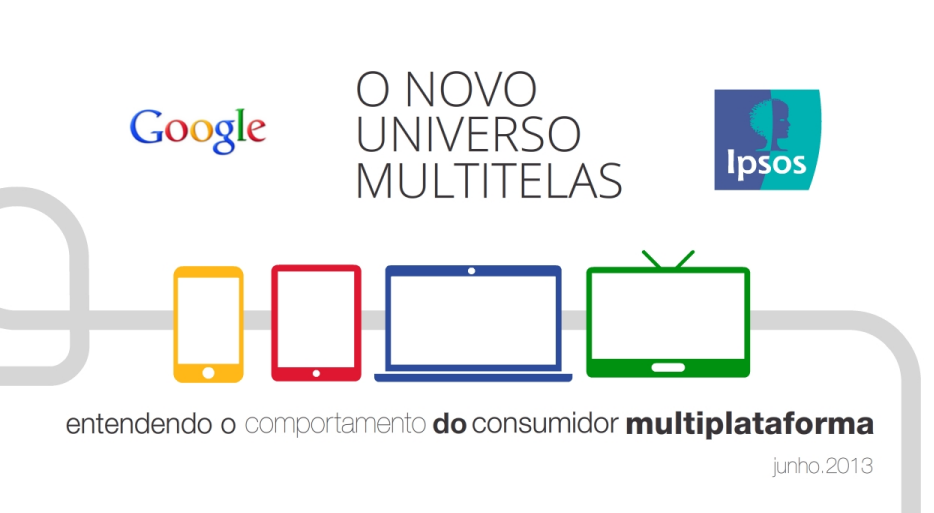 Google
O NOVO
UNIVERSO
MULTITELAS
Ipsos
entendendo o comportamento do consumidor multiplataforma
junho.2013